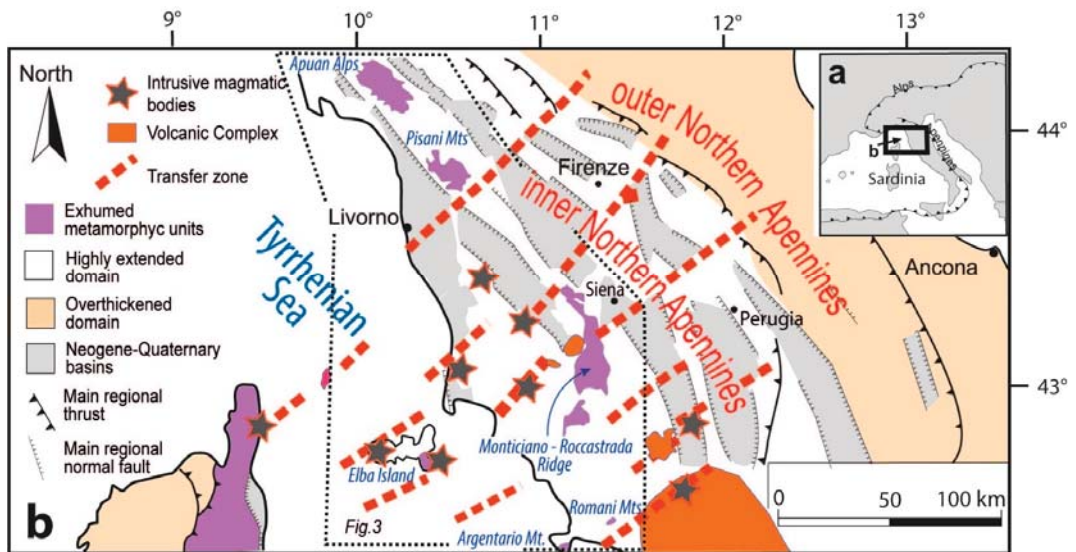 9°
10°
11°
12°
13°
North
Intrusive magmatic
bodies
Volcanic Complex
Transfer zone
Exhumed
metamorphyc units
Highly extended
domain
Overthickened
domain
Neogene-Quaternary
basins
Main regional
thrust
Main regional
normal fault
b
Apuan Alps
Pisani Mts
Livorno
Firenze
Siena
Perugia
Ancona
Tyrrhenian
Sea
outer Northern Apennines
inner Northern Apennines
Monticiano - Roccastrada
Ridge
Elba Island
Fig.3
Romani Mts
Argentario Mt.
a
Alps
Apennines
b
Sardinia
44°
43°
0
50
100 km